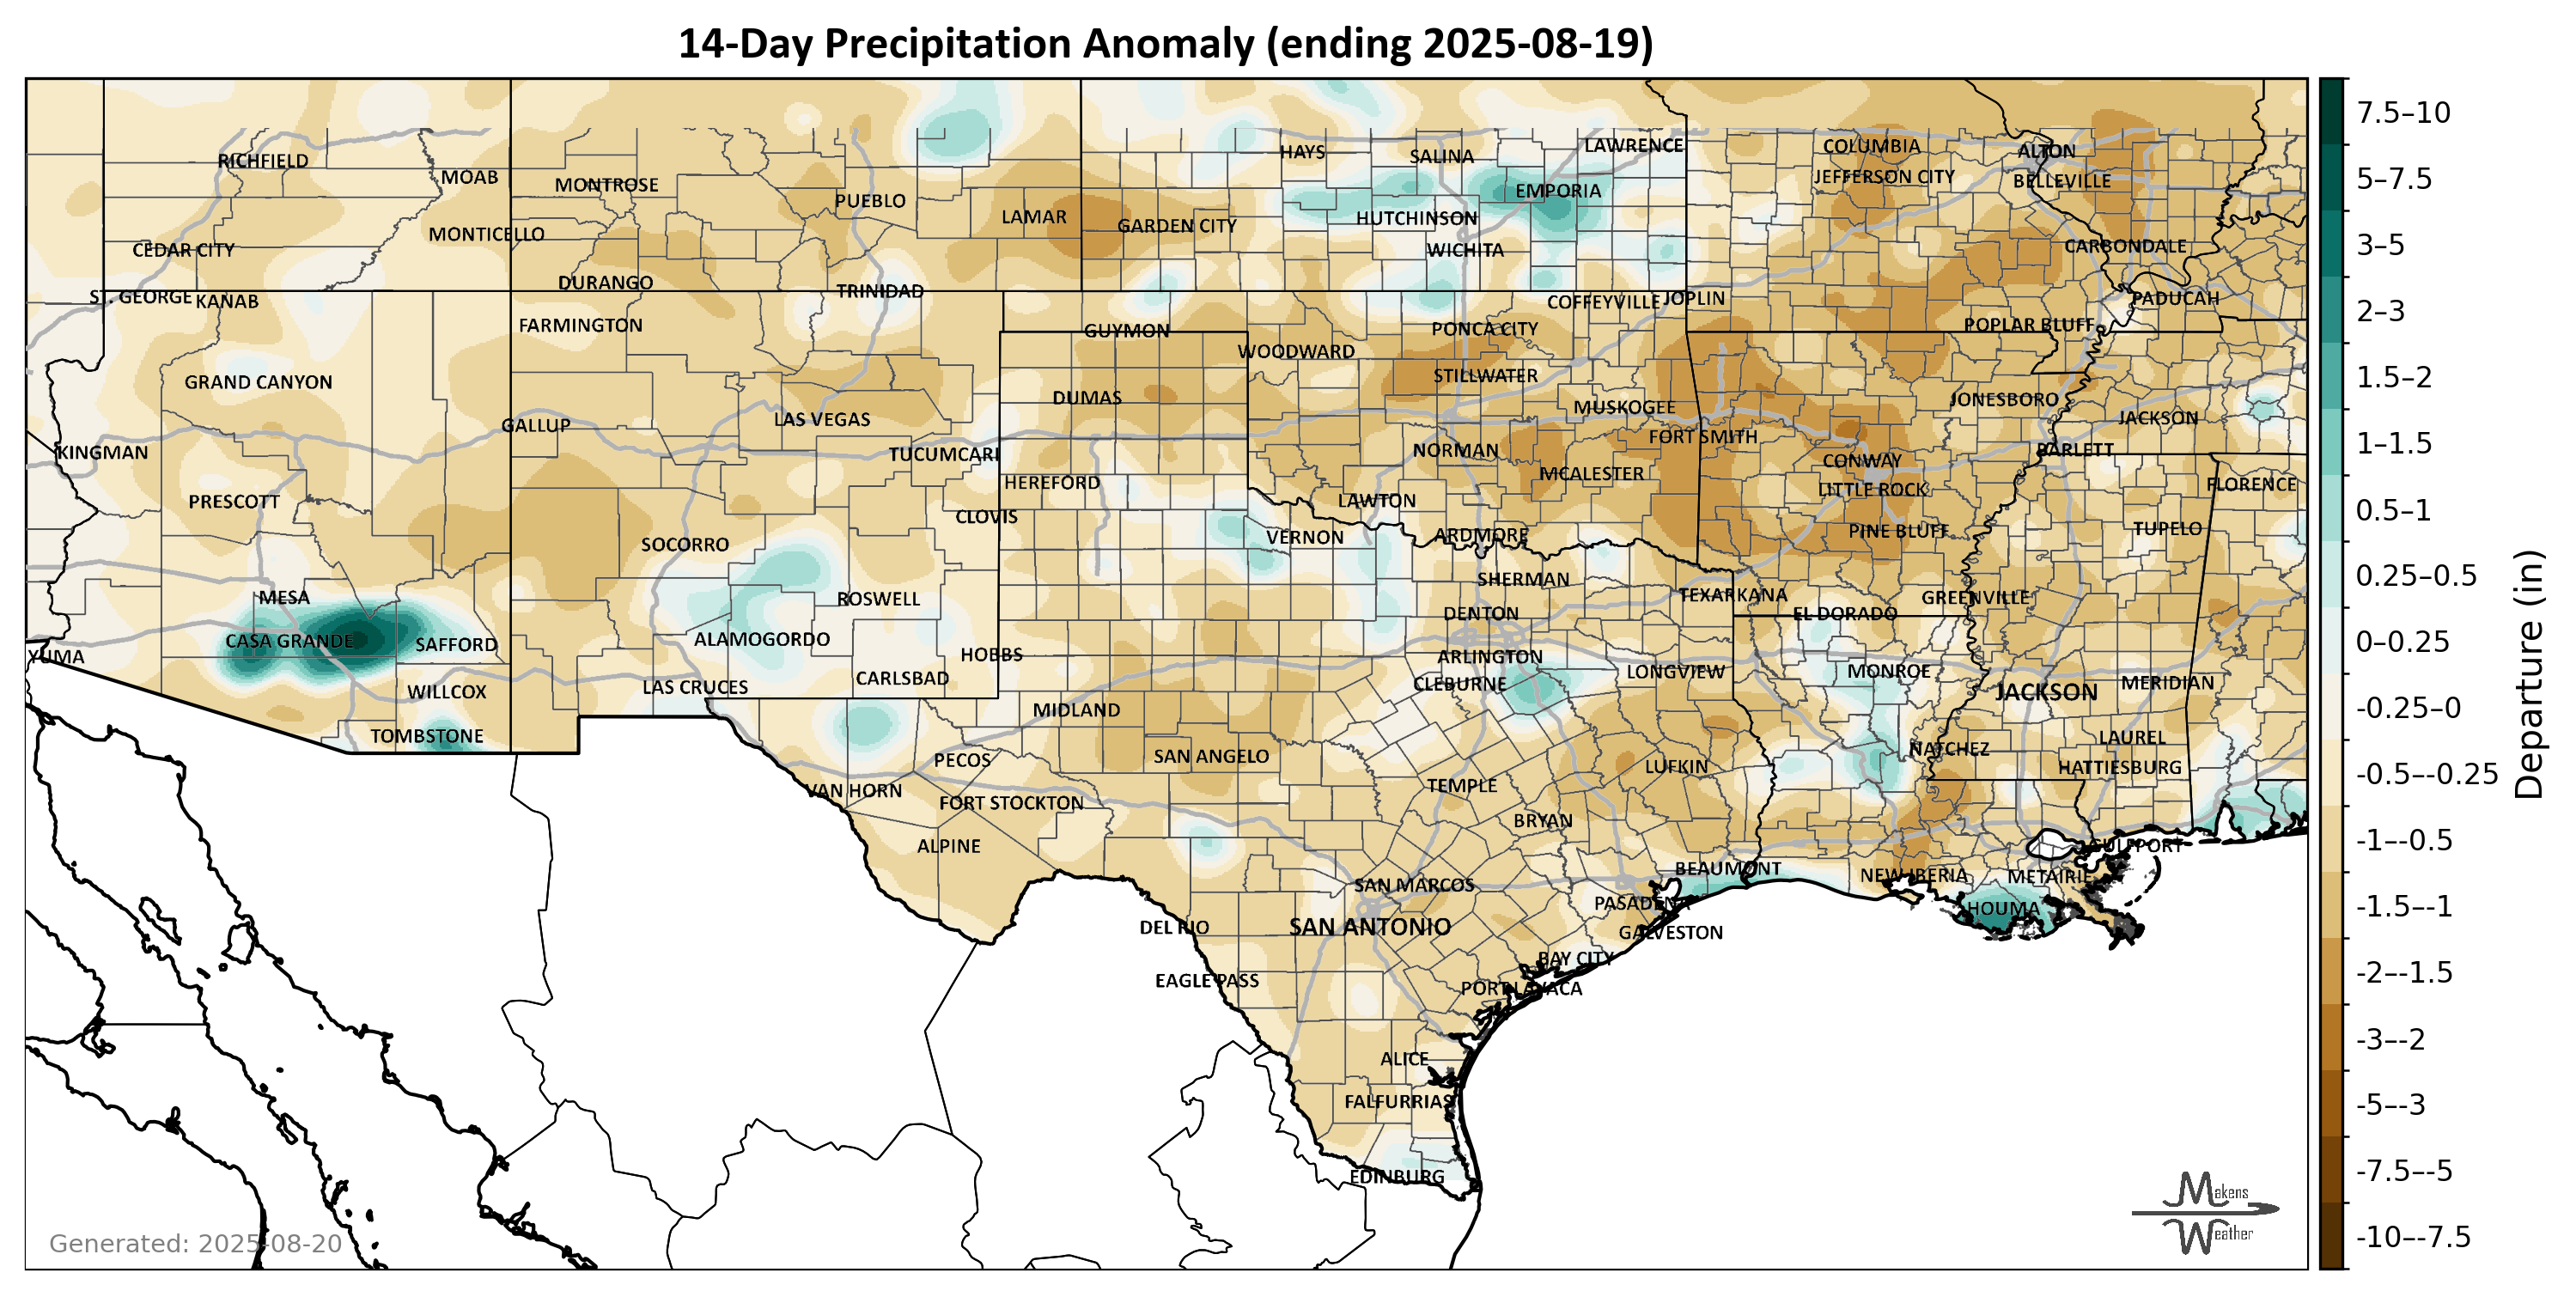 14-Day Precipitation Anomaly (ending 2025-08-19)
RICHFIELD
MOAB
MONTROSE
PUEBLO
LAMAR
GARDEN CITY
HAYS
SALINA
LAWRENCE
EMPORIA
HUTCHINSON
WICHITA
COLUMBIA
JEFFERSON CITY
ALTON
BELLEVILLE
CARBONDALE
CEDAR CITY
MONTICELLO
DURANGO
TRINIDAD
ST. GEORGE
KANAB
FARMINGTON
GUYMON
COFFEYVILLE
JOPLIN
PONCA CITY
PADUCAH
POPLAR BLUFF
WOODWARD
GRAND CANYON
DUMAS
STILLWATER
LAS VEGAS
MUSKOGEE
JONESBORO
JACKSON
GALLUP
KINGMAN
TUCUMCARI
NORMAN
FORT SMITH
BARLETT
CONWAY
MCALESTER
HEREFORD
LITTLE ROCK
FLORENCE
PRESCOTT
LAWTON
CLOVIS
PINE BLUFF
TUPELO
SOCORRO
VERNON
ARDMORE
SHERMAN
MESA
ROSWELL
TEXARKANA
GREENVILLE
DENTON
EL DORADO
CASA GRANDE
SAFFORD
ALAMOGORDO
HOBBS
ARLINGTON
YUMA
CARLSBAD
CLEBURNE
LONGVIEW
MONROE
JACKSON
MERIDIAN
WILLCOX
LAS CRUCES
MIDLAND
TOMBSTONE
PECOS
SAN ANGELO
NATCHEZ
LAUREL
LUFKIN
HATTIESBURG
VAN HORN
FORT STOCKTON
TEMPLE
BRYAN
ALPINE
GULFPORT
BEAUMONT
NEW IBERIA
METAIRIE
SAN MARCOS
PASADENA
HOUMA
DEL RIO
SAN ANTONIO
GALVESTON
BAY CITY
EAGLE PASS
PORT LAVACA
ALICE
FALFURRIAS
EDINBURG
7.5–10
5–7.5
3–5
2–3
1.5–2
1–1.5
0.5–1
0.25–0.5
0–0.25
-0.25–0
-0.5–-0.25
-1–-0.5
-1.5–-1
-2–-1.5
-3–-2
-5–-3
-7.5–-5
-10–-7.5
Departure (in)
Generated: 2025-08-20
Makens
Weather